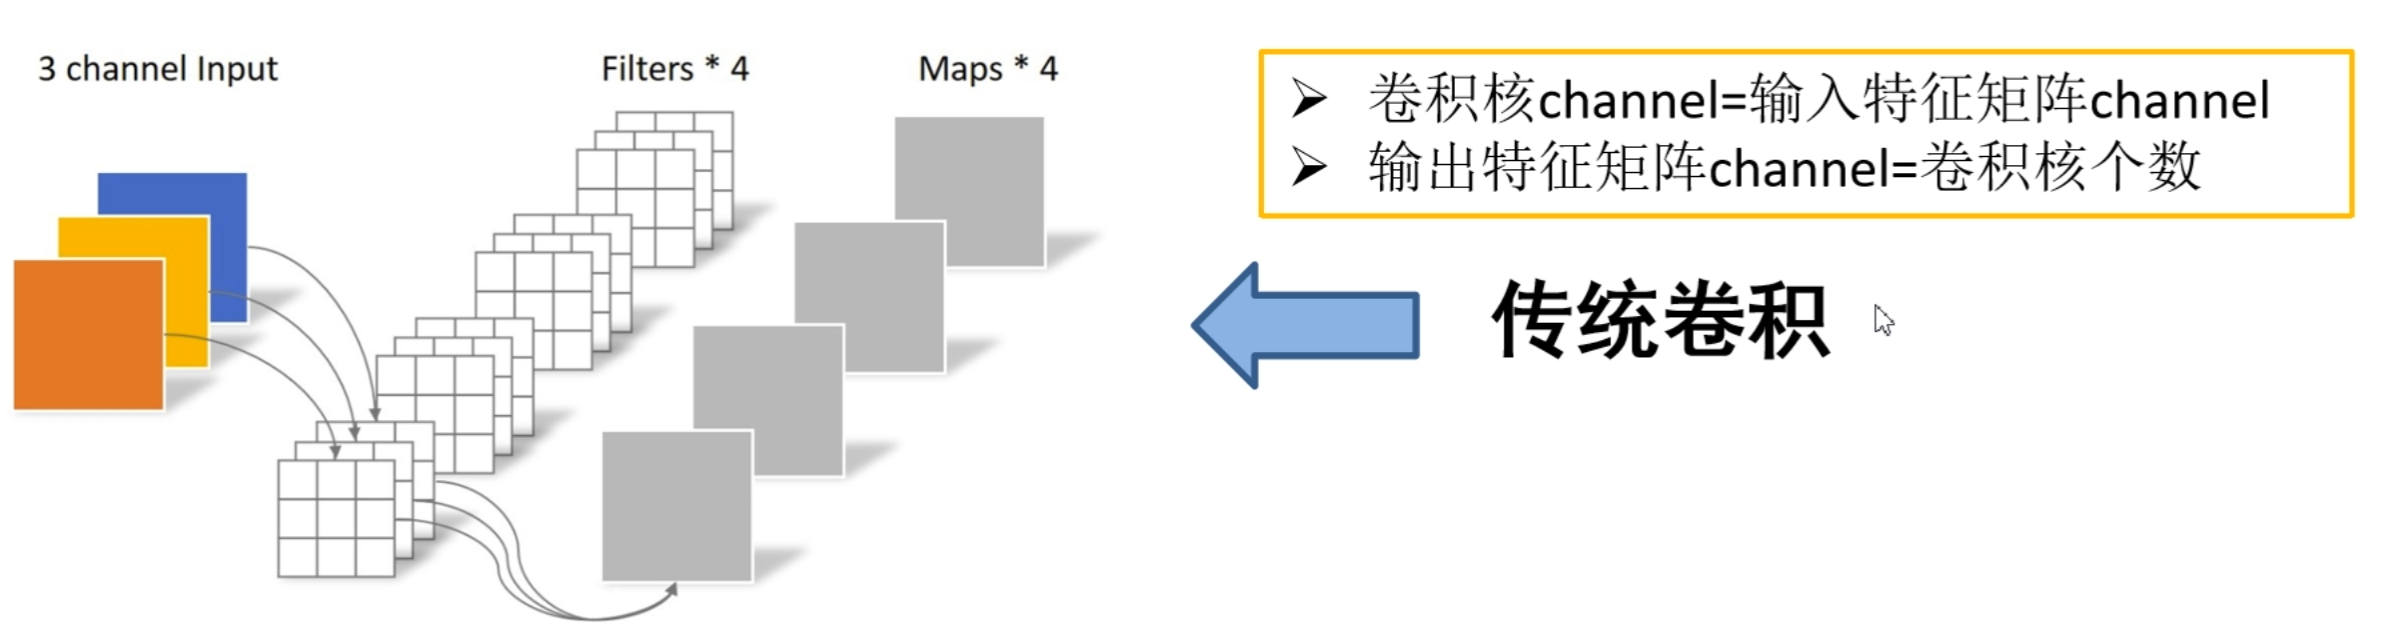 3 channel Input
Filters * 4
Maps * 4
➢ 卷积核channel=输入特征矩阵channel
➢ 输出特征矩阵channel=卷积核个数
传统卷积